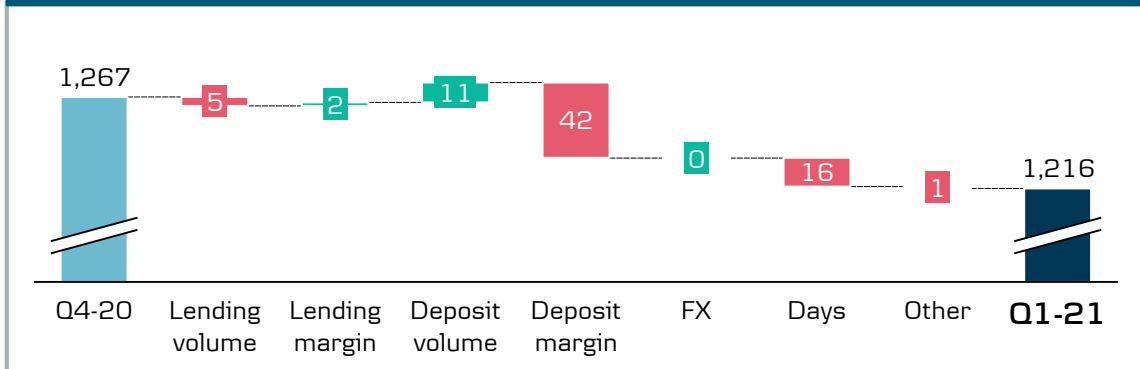 1,267
5
2
11
42
0
16
1
1,216
Q4-20
Lending
volume
Lending
margin
Deposit
volume
Deposit
margin
FX
Days
Other
Q1-21